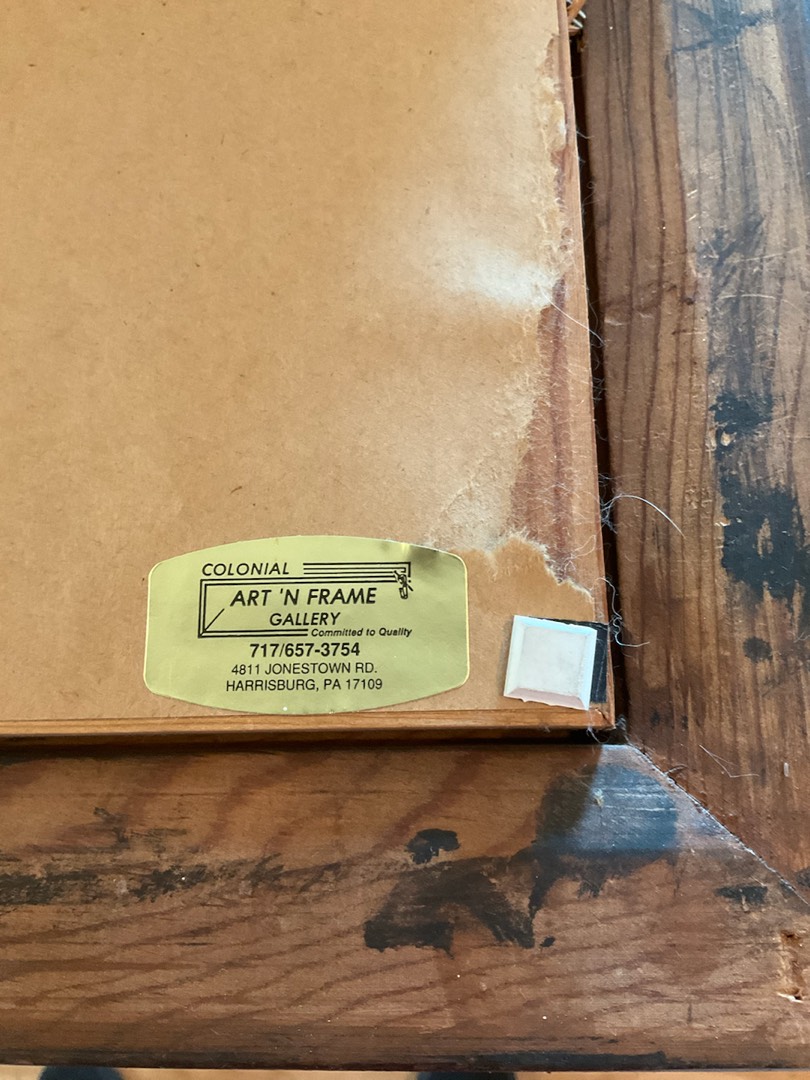 COLONIAL
ART 'N FRAME
GALLERY
Committed to Quality
717/657-3754
4811 JONESTOWN RD.
HARRISBURG, PA 17109